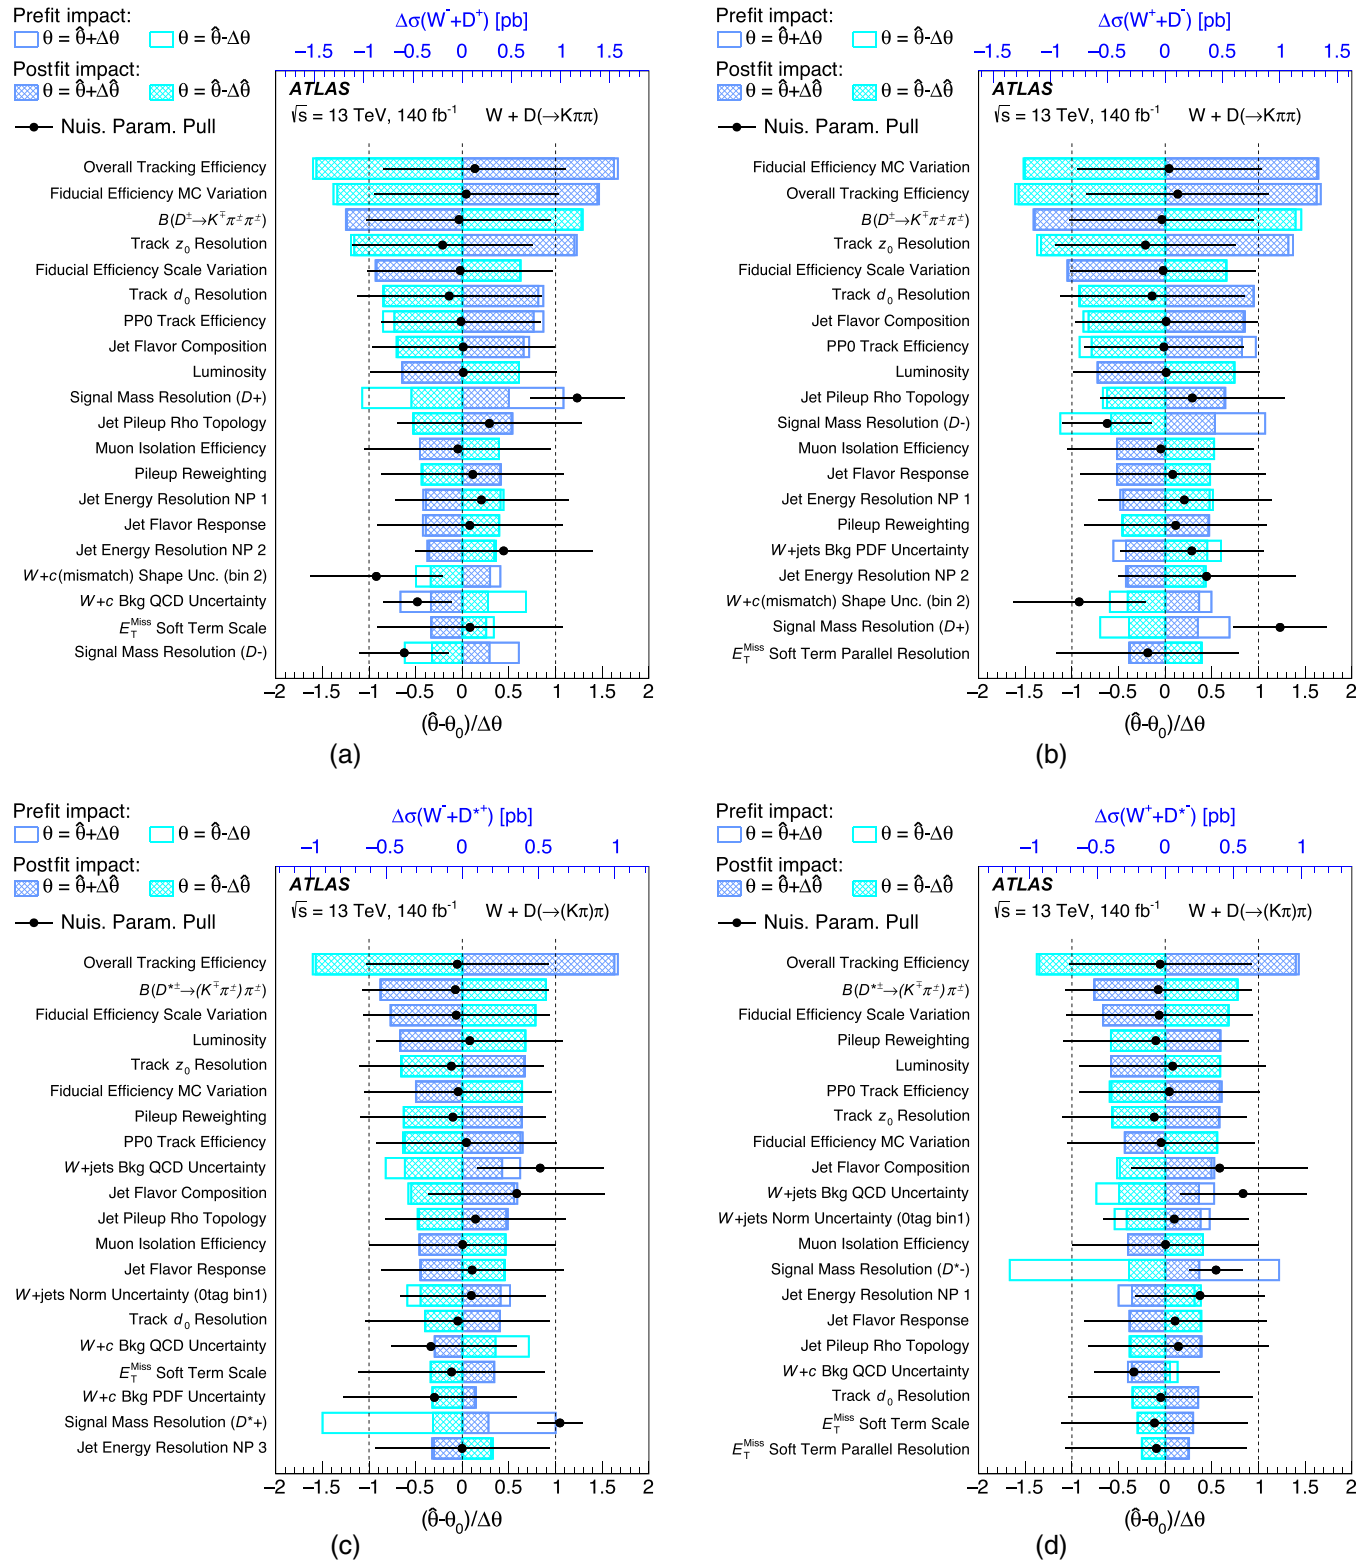 Prefit impact:
θ = θ̂+Δθ θ = θ̂-Δθ
Postfit impact:
θ = θ̂+Δθ̂ θ = θ̂-Δθ̂
Nuis. Param. Pull
Δσ(W⁻+D⁺) [pb]
−1.5 −1 −0.5 0 0.5 1 1.5
ATLAS
√s = 13 TeV, 140 fb⁻¹ W + D(→Kππ)
Overall Tracking Efficiency
Fiducial Efficiency MC Variation
B(D±→K∓π±π±)
Track z₀ Resolution
Fiducial Efficiency Scale Variation
Track d₀ Resolution
PP0 Track Efficiency
Jet Flavor Composition
Luminosity
Signal Mass Resolution (D+)
Jet Pileup Rho Topology
Muon Isolation Efficiency
Pileup Reweighting
Jet Energy Resolution NP 1
Jet Flavor Response
Jet Energy Resolution NP 2
W+c(mismatch) Shape Unc. (bin 2)
W+c Bkg QCD Uncertainty
E_T^Miss Soft Term Scale
Signal Mass Resolution (D-)
−2 −1.5 −1 −0.5 0 0.5 1 1.5 2
(θ̂-θ₀)/Δθ
(a)
Prefit impact:
θ = θ̂+Δθ θ = θ̂-Δθ
Postfit impact:
θ = θ̂+Δθ̂ θ = θ̂-Δθ̂
Nuis. Param. Pull
Δσ(W⁺+D⁻) [pb]
−1.5 −1 −0.5 0 0.5 1 1.5
ATLAS
√s = 13 TeV, 140 fb⁻¹ W + D(→Kππ)
Fiducial Efficiency MC Variation
Overall Tracking Efficiency
B(D±→K∓π±π±)
Track z₀ Resolution
Fiducial Efficiency Scale Variation
Track d₀ Resolution
Jet Flavor Composition
PP0 Track Efficiency
Luminosity
Jet Pileup Rho Topology
Signal Mass Resolution (D-)
Muon Isolation Efficiency
Jet Flavor Response
Jet Energy Resolution NP 1
Pileup Reweighting
W+jets Bkg PDF Uncertainty
Jet Energy Resolution NP 2
W+c(mismatch) Shape Unc. (bin 2)
Signal Mass Resolution (D+)
E_T^Miss Soft Term Parallel Resolution
−2 −1.5 −1 −0.5 0 0.5 1 1.5 2
(θ̂-θ₀)/Δθ
(b)
Prefit impact:
θ = θ̂+Δθ θ = θ̂-Δθ
Postfit impact:
θ = θ̂+Δθ̂ θ = θ̂-Δθ̂
Nuis. Param. Pull
Δσ(W⁻+D*⁺) [pb]
−1 −0.5 0 0.5 1
ATLAS
√s = 13 TeV, 140 fb⁻¹ W + D(→(Kπ)π)
Overall Tracking Efficiency
B(D*±→(K∓π±)π±)
Fiducial Efficiency Scale Variation
Luminosity
Track z₀ Resolution
Fiducial Efficiency MC Variation
Pileup Reweighting
PP0 Track Efficiency
W+jets Bkg QCD Uncertainty
Jet Flavor Composition
Jet Pileup Rho Topology
Muon Isolation Efficiency
Jet Flavor Response
W+jets Norm Uncertainty (0tag bin1)
Track d₀ Resolution
W+c Bkg QCD Uncertainty
E_T^Miss Soft Term Scale
W+c Bkg PDF Uncertainty
Signal Mass Resolution (D*+)
Jet Energy Resolution NP 3
−2 −1.5 −1 −0.5 0 0.5 1 1.5 2
(θ̂-θ₀)/Δθ
(c)
Prefit impact:
θ = θ̂+Δθ θ = θ̂-Δθ
Postfit impact:
θ = θ̂+Δθ̂ θ = θ̂-Δθ̂
Nuis. Param. Pull
Δσ(W⁺+D*⁻) [pb]
−1 −0.5 0 0.5 1
ATLAS
√s = 13 TeV, 140 fb⁻¹ W + D(→(Kπ)π)
Overall Tracking Efficiency
B(D*±→(K∓π±)π±)
Fiducial Efficiency Scale Variation
Pileup Reweighting
Luminosity
PP0 Track Efficiency
Track z₀ Resolution
Fiducial Efficiency MC Variation
Jet Flavor Composition
W+jets Bkg QCD Uncertainty
W+jets Norm Uncertainty (0tag bin1)
Muon Isolation Efficiency
Signal Mass Resolution (D*-)
Jet Energy Resolution NP 1
Jet Flavor Response
Jet Pileup Rho Topology
W+c Bkg QCD Uncertainty
Track d₀ Resolution
E_T^Miss Soft Term Scale
E_T^Miss Soft Term Parallel Resolution
−2 −1.5 −1 −0.5 0 0.5 1 1.5 2
(θ̂-θ₀)/Δθ
(d)